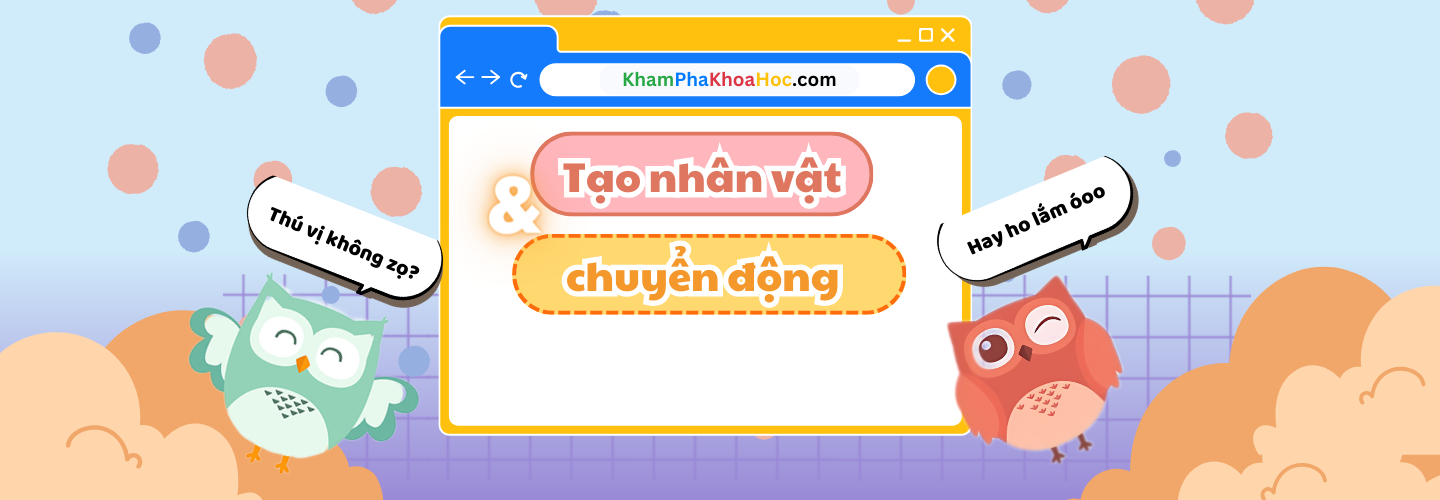 KhamPhaKhoaHoc.com
Tạo nhân vật
&
chuyển động
Thú vị không zọ?
Hay ho lắm óoo